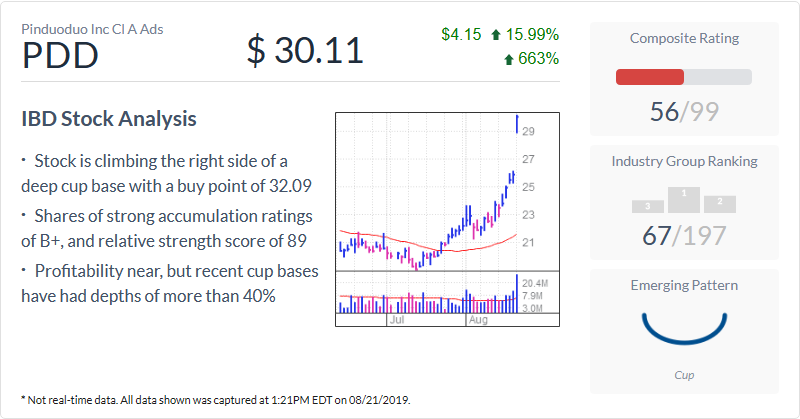 Pinduoduo Inc Cl A Ads
PDD
$ 30.11
$4.15 15.99%
663%
IBD Stock Analysis
· Stock is climbing the right side of a
deep cup base with a buy point of 32.09
· Shares of strong accumulation ratings
of B+, and relative strength score of 89
· Profitability near, but recent cup bases
have had depths of more than 40%
29
27
25
23
21
20.4M
7.9M
3.0M
Jul Aug
Composite Rating
56/99
Industry Group Ranking
3 1 2
67/197
Emerging Pattern
Cup
* Not real-time data. All data shown was captured at 1:21PM EDT on 08/21/2019.